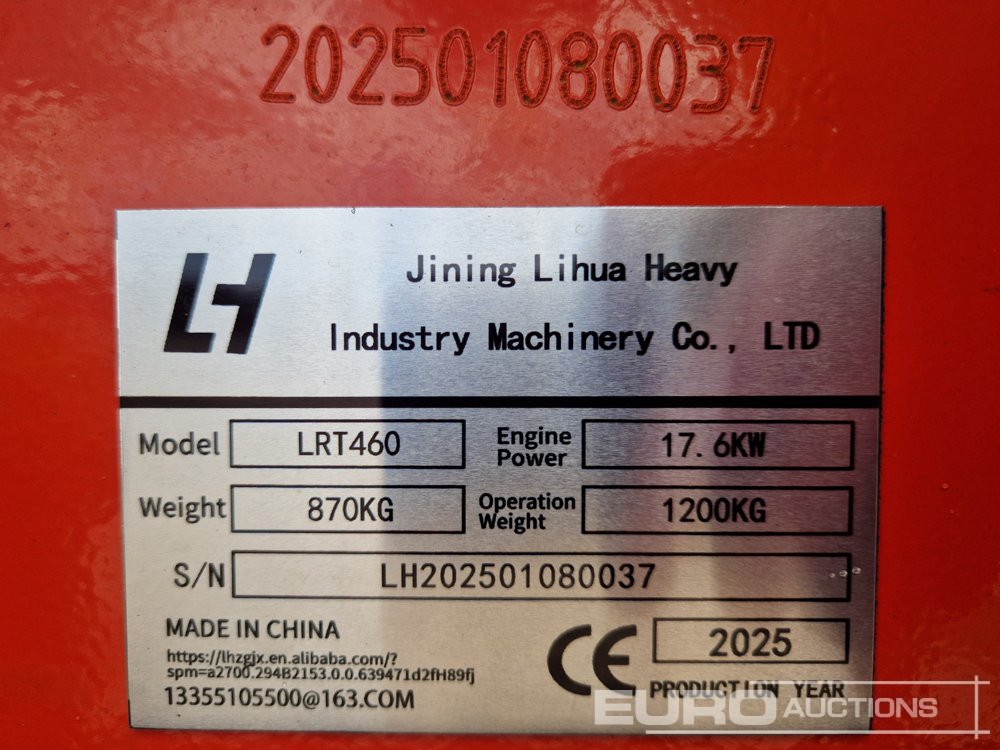 202501080037
LH
Jining Lihua Heavy
Industry Machinery Co., LTD
Model LRT460 Engine Power 17.6KW
Weight 870KG Operation Weight 1200KG
S/N LH202501080037
MADE IN CHINA
https://lhzgjx.en.alibaba.com/?
spm=a2700.294B2153.0.0.639471d2fH89fj
13355105500@163.COM
CE 2025
PRODUCTION YEAR
EURO AUCTIONS